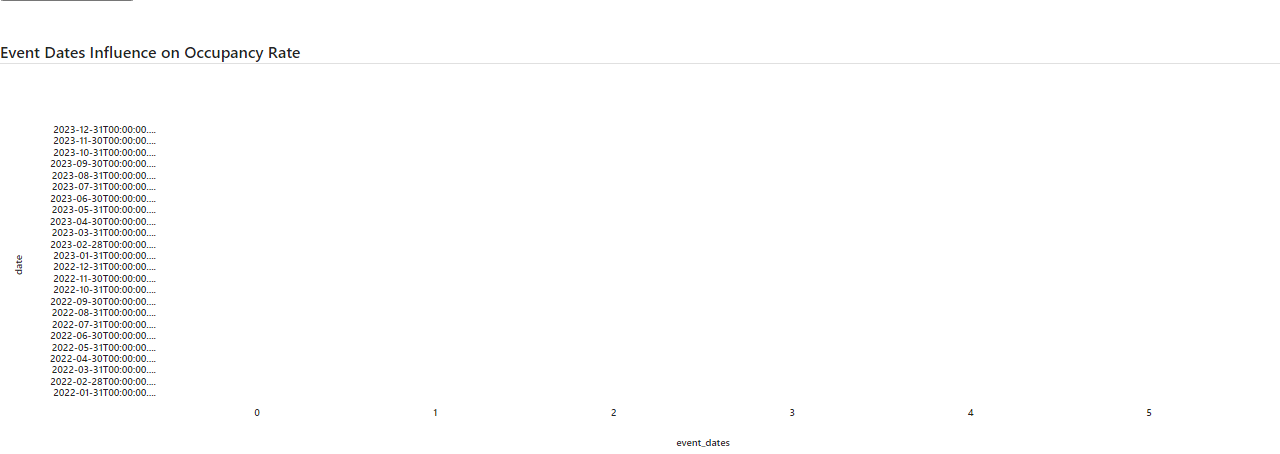 Event Dates Influence on Occupancy Rate
2023-12-31T00:00:00....
2023-11-30T00:00:00....
2023-10-31T00:00:00....
2023-09-30T00:00:00....
2023-08-31T00:00:00....
2023-07-31T00:00:00....
2023-06-30T00:00:00....
2023-05-31T00:00:00....
2023-04-30T00:00:00....
2023-03-31T00:00:00....
2023-02-28T00:00:00....
2023-01-31T00:00:00....
2022-12-31T00:00:00....
2022-11-30T00:00:00....
2022-10-31T00:00:00....
2022-09-30T00:00:00....
2022-08-31T00:00:00....
2022-07-31T00:00:00....
2022-06-30T00:00:00....
2022-05-31T00:00:00....
2022-04-30T00:00:00....
2022-03-31T00:00:00....
2022-02-28T00:00:00....
2022-01-31T00:00:00....
date
0 1 2 3 4 5
event_dates